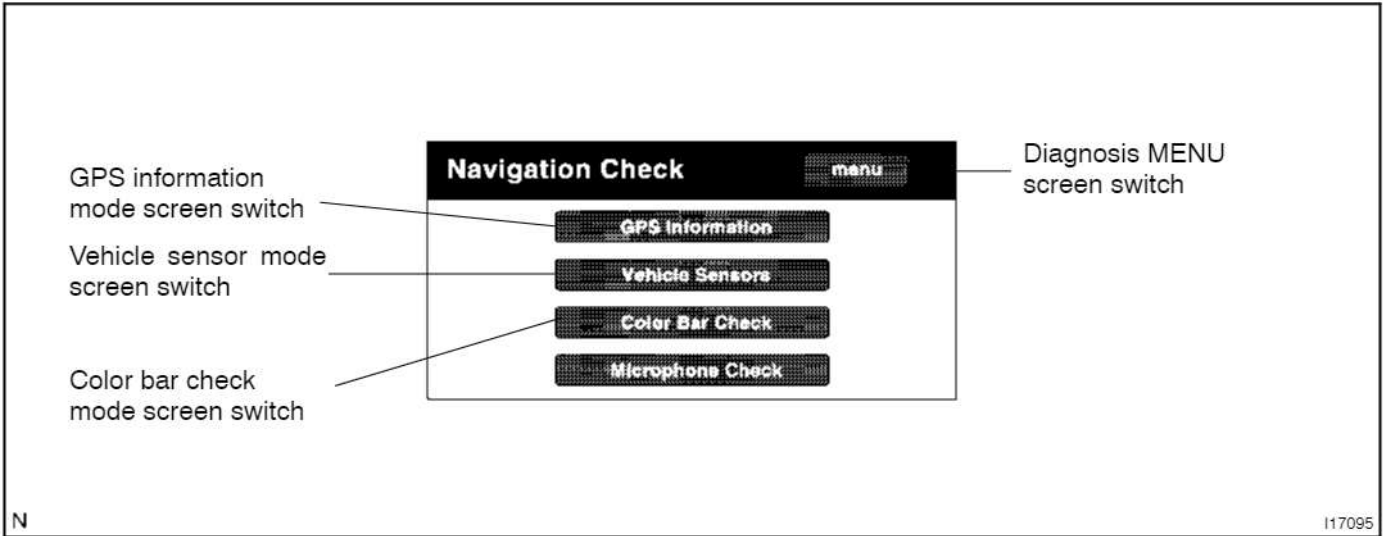 GPS information
mode screen switch
Vehicle sensor mode
screen switch
Color bar check
mode screen switch
Navigation Check
menu
GPS Information
Vehicle Sensors
Color Bar Check
Microphone Check
Diagnosis MENU
screen switch
N
I17095